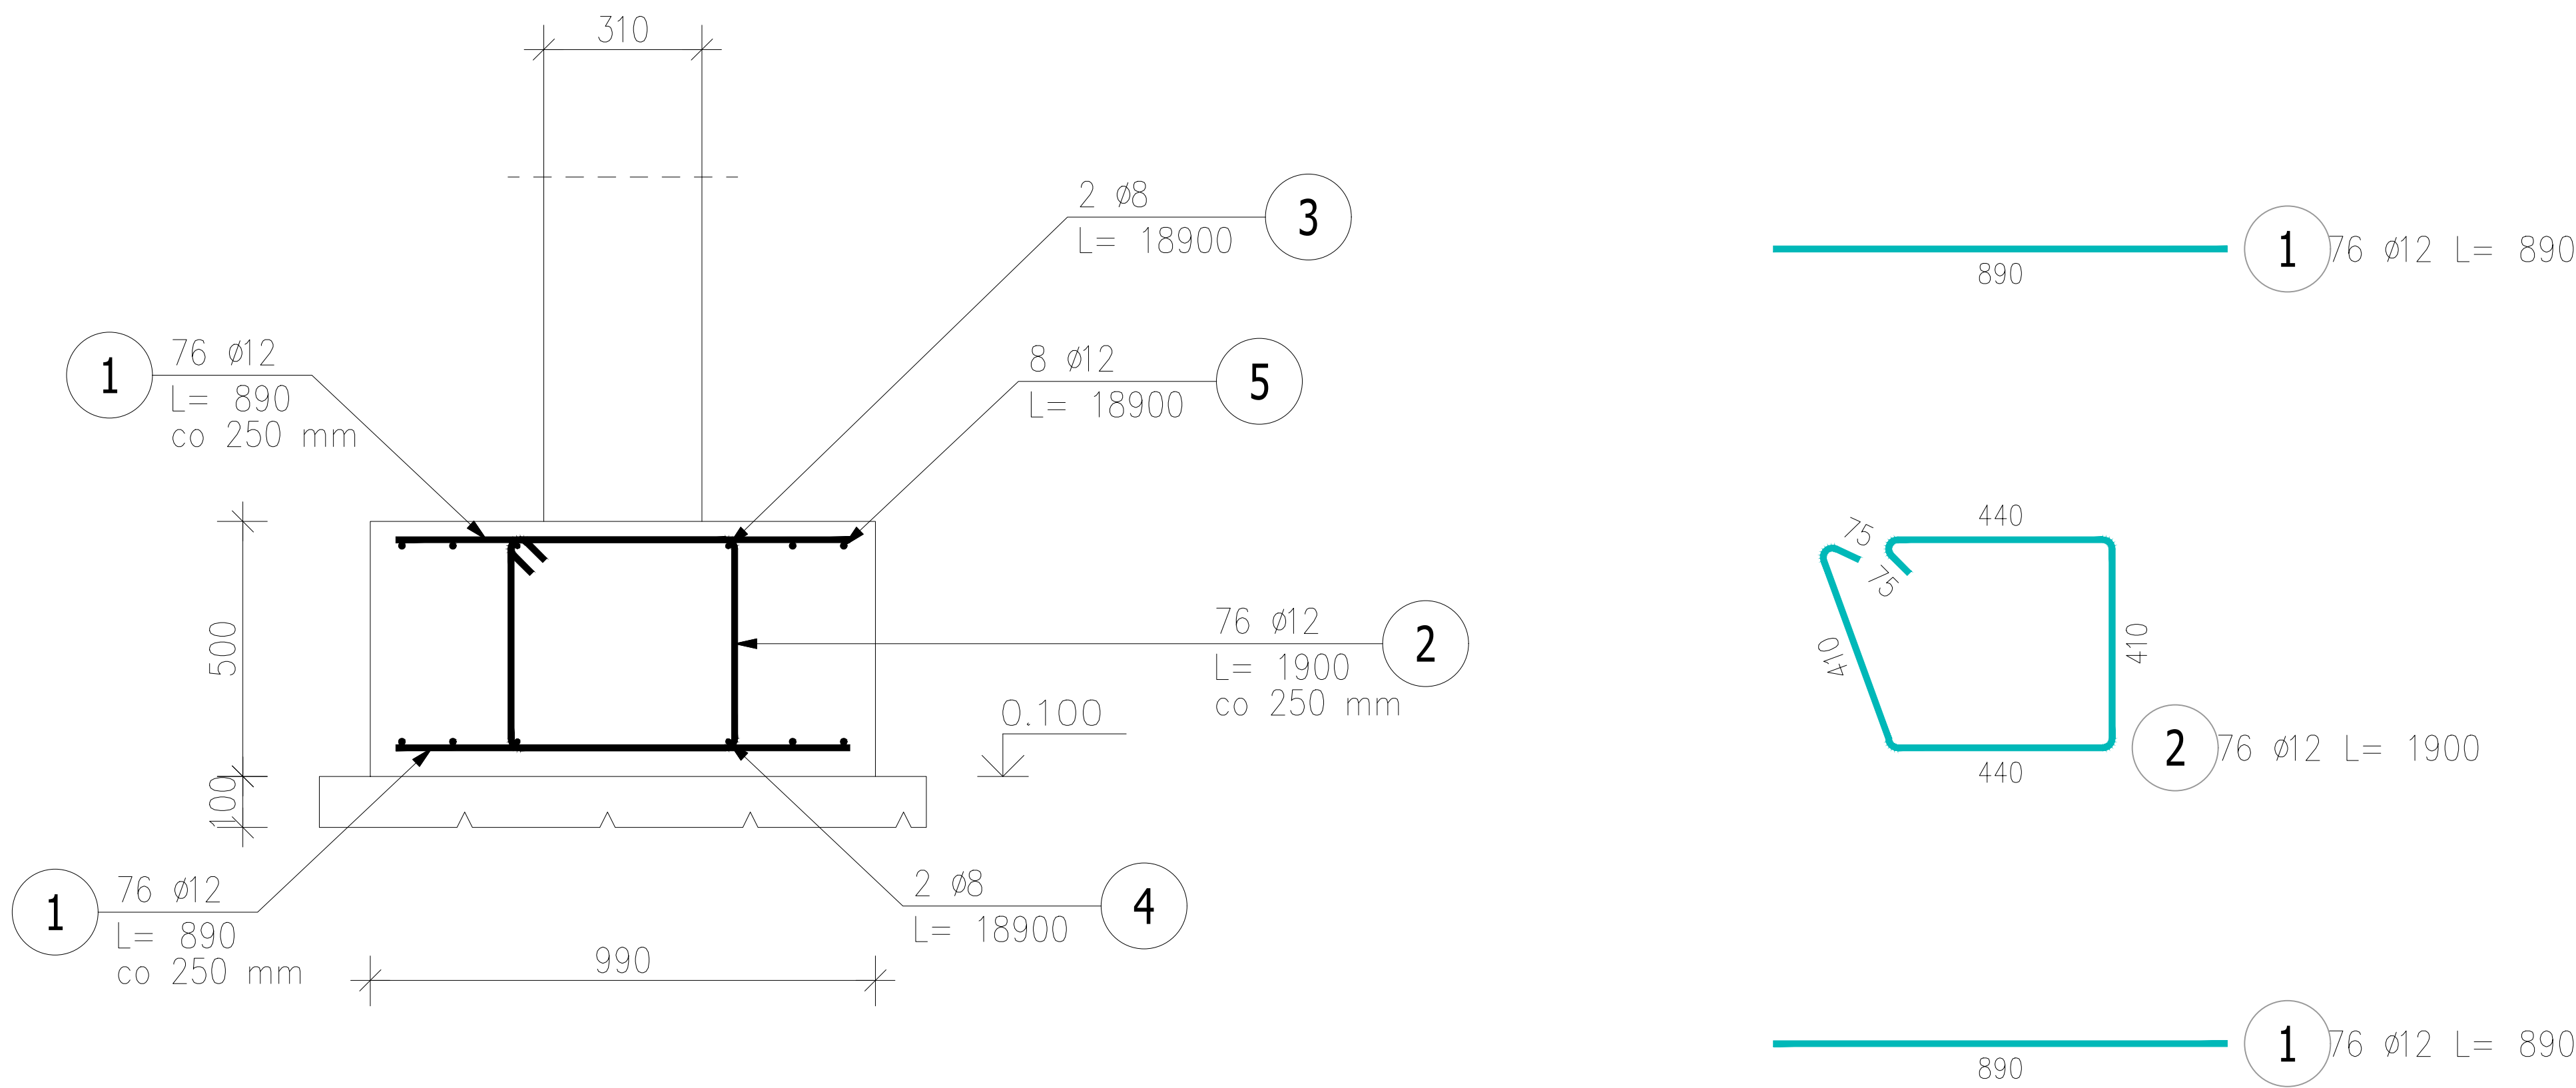 310
2 ø8
L= 18900
3
1
76 ø12
L= 890
co 250 mm
8 ø12
L= 18900
5
500
100
76 ø12
L= 1900
co 250 mm
2
0.100
1
76 ø12
L= 890
co 250 mm
2 ø8
L= 18900
4
990
890
1
76 ø12 L= 890
75
75
440
410
410
440
2
76 ø12 L= 1900
890
1
76 ø12 L= 890